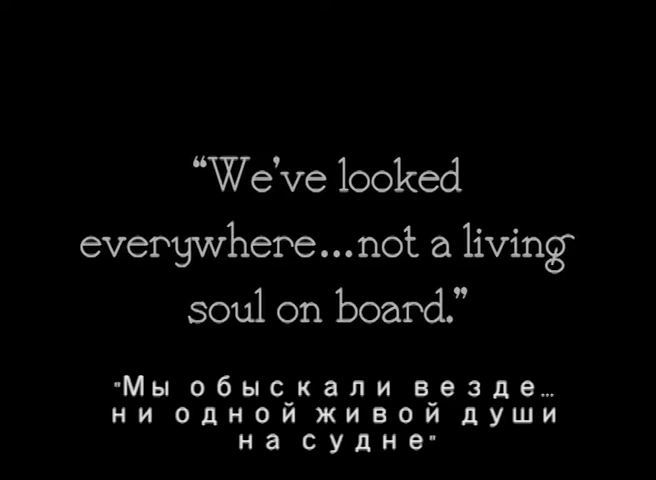 “We’ve looked
everywhere...not a living
soul on board.”
"Мы обыскали везде...
ни одной живой души
на судне"